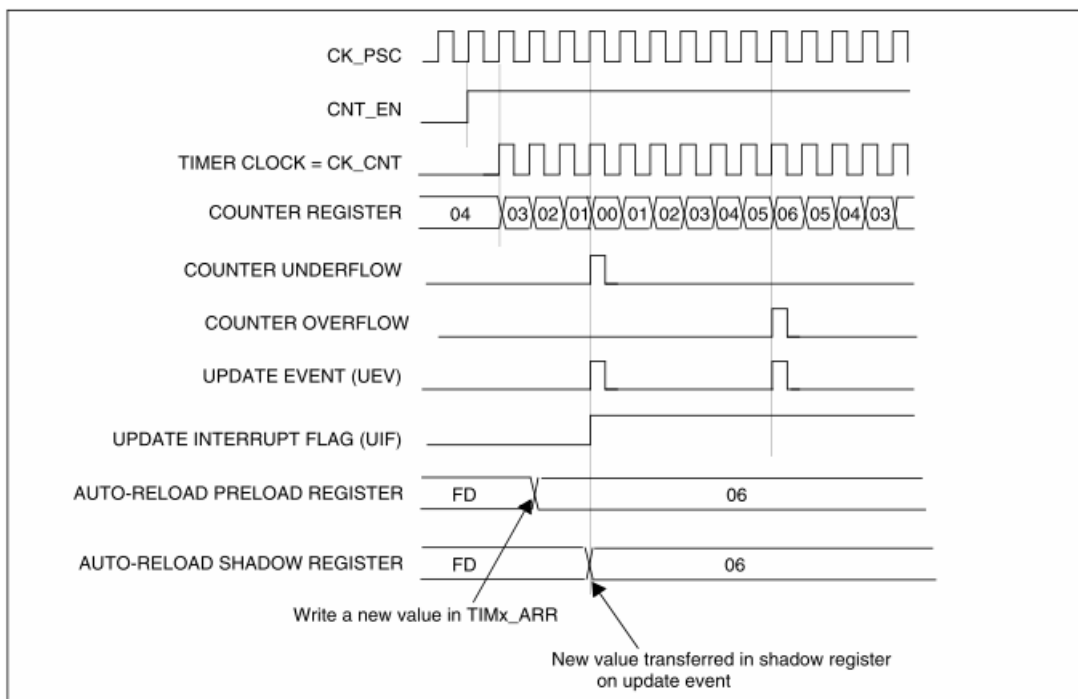 CK_PSC
CNT_EN
TIMER CLOCK = CK_CNT
COUNTER REGISTER 04 03 02 01 00 01 02 03 04 05 06 05 04 03
COUNTER UNDERFLOW
COUNTER OVERFLOW
UPDATE EVENT (UEV)
UPDATE INTERRUPT FLAG (UIF)
AUTO-RELOAD PRELOAD REGISTER FD 06
AUTO-RELOAD SHADOW REGISTER FD 06
Write a new value in TIMx_ARR
New value transferred in shadow register
on update event